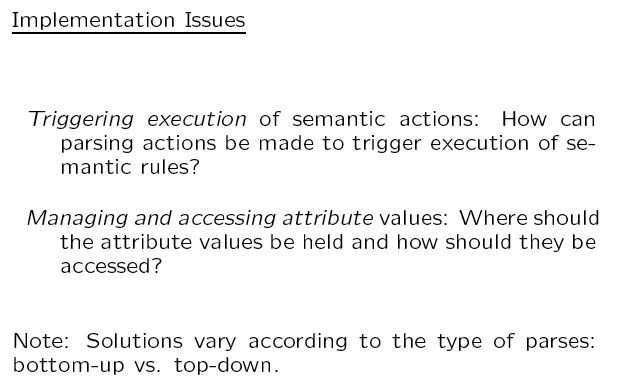 Implementation Issues
Triggering execution of semantic actions: How can
parsing actions be made to trigger execution of se-
mantic rules?
Managing and accessing attribute values: Where should
the attribute values be held and how should they be
accessed?
Note: Solutions vary according to the type of parses:
bottom-up vs. top-down.